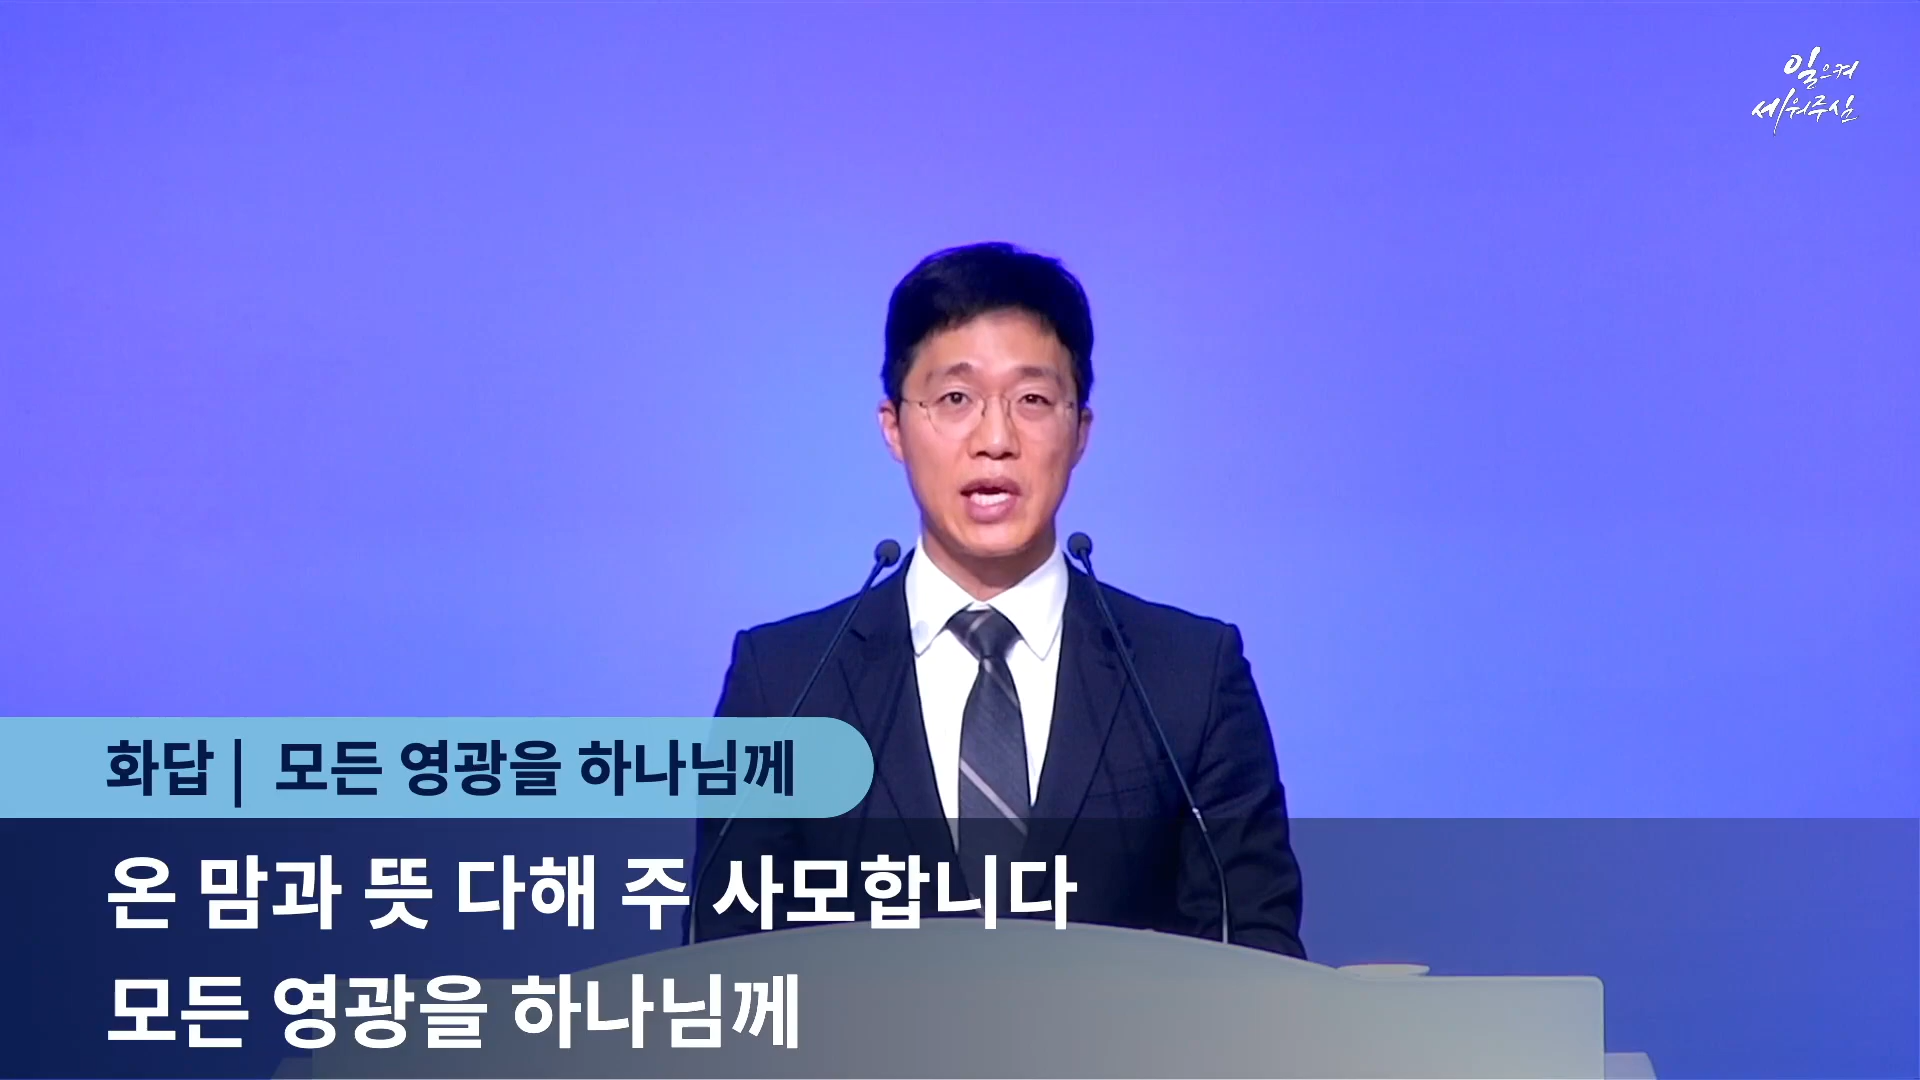 일으켜
세워주심
화답 | 모든 영광을 하나님께
온 맘과 뜻 다해 주 사모합니다
모든 영광을 하나님께